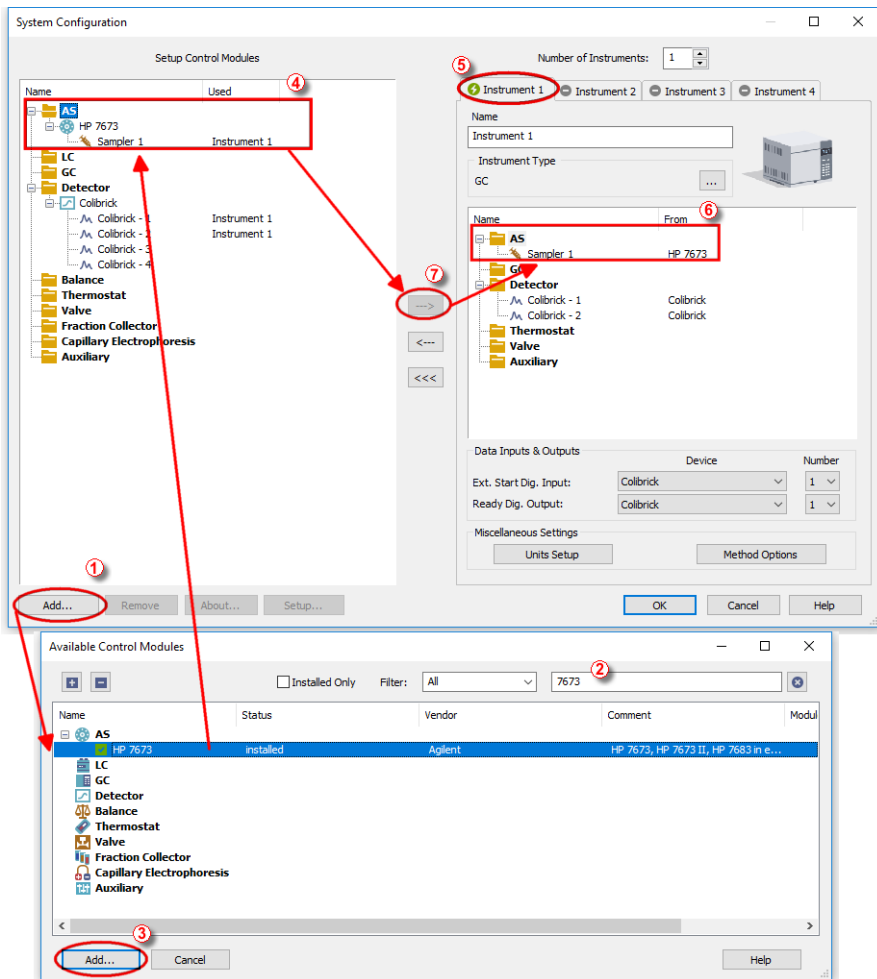 System Configuration
Setup Control Modules
Number of Instruments: 1
④
⑤
Name Used
Instrument 1 Instrument 2 Instrument 3 Instrument 4
AS
HP 7673
Sampler 1 Instrument 1
LC
GC
Detector
Colibrick
Colibrick - 1 Instrument 1
Colibrick - 2 Instrument 1
Colibrick - 3
Colibrick - 4
Balance
Thermostat
Valve
Fraction Collector
Capillary Electrophoresis
Auxiliary
Name
Instrument 1
Instrument Type
GC ...
⑥
Name From
AS
Sampler 1 HP 7673
GC
Detector
Colibrick - 1 Colibrick
Colibrick - 2 Colibrick
Thermostat
Valve
Auxiliary
⑦
--->
<---
<<<
Data Inputs & Outputs
Device Number
Ext. Start Dig. Input: Colibrick 1
Ready Dig. Output: Colibrick 1
Miscellaneous Settings
Units Setup Method Options
①
Add... Remove About... Setup... OK Cancel Help
Available Control Modules
②
Installed Only Filter: All 7673
Name Status Vendor Comment Modul
AS
HP 7673 installed Agilent HP 7673, HP 7673 II, HP 7683 in e...
LC
GC
Detector
Balance
Thermostat
Valve
Fraction Collector
Capillary Electrophoresis
Auxiliary
③
Add... Cancel Help